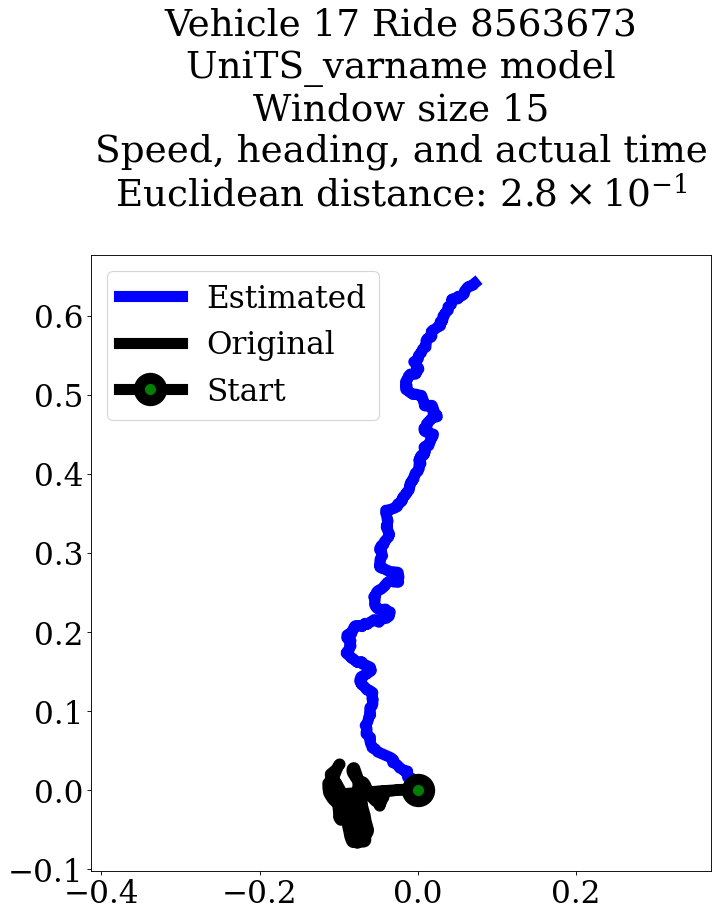 Vehicle 17 Ride 8563673
UniTS_varname model
Window size 15
Speed, heading, and actual time
Euclidean distance: 2.8 × 10⁻¹
Estimated
Original
Start
0.6
0.5
0.4
0.3
0.2
0.1
0.0
−0.1
−0.4 −0.2 0.0 0.2